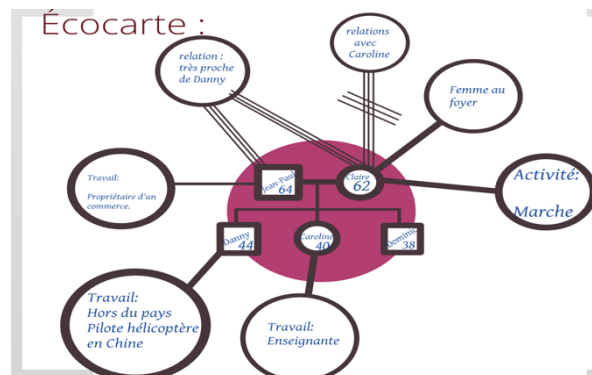 Écocarte :
relation :
très proche
de Danny
relations
avec
Caroline
Femme au
foyer
Travail:
Propriétaire d'un
commerce.
Jean-Paul
64
Claire
62
Activité:
Marche
Danny
44
Caroline
40
Dominic
38
Travail:
Hors du pays
Pilote hélicoptère
en Chine
Travail:
Enseignante